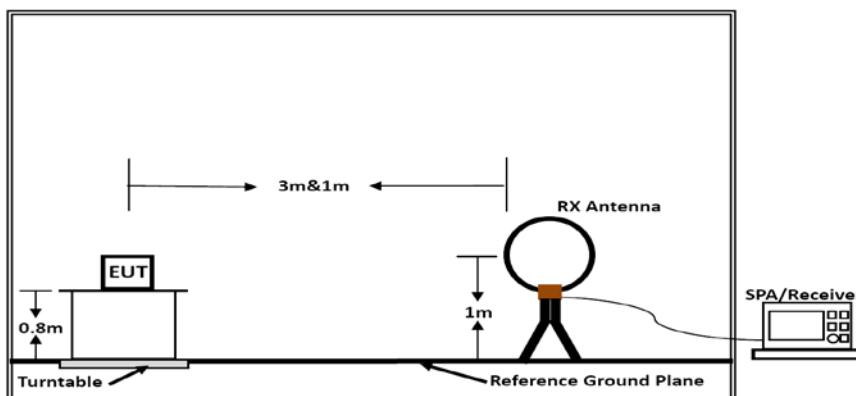 3m&1m
RX Antenna
EUT
SPA/Receive
0.8m
1m
Turntable
Reference Ground Plane